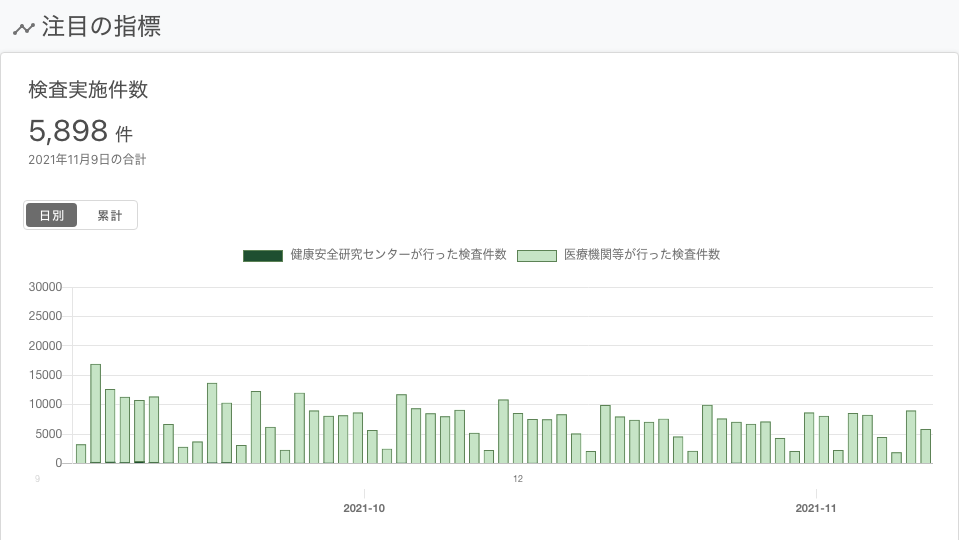 注目の指標
検査実施件数
5,898 件
2021年11月9日の合計
日別 累計
健康安全研究センターが行った検査件数 医療機関等が行った検査件数
30000
25000
20000
15000
10000
5000
0
9 12
2021-10 2021-11